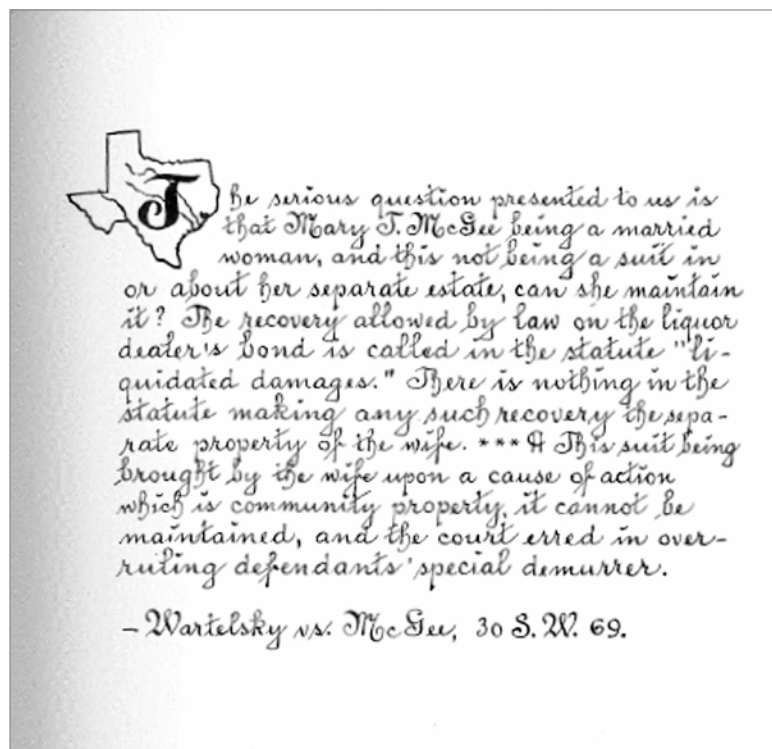 The serious question presented to us is
that Mary T. McGee being a married
woman, and this not being a suit in
or about her separate estate, can she maintain
it? The recovery allowed by law on the liquor
dealer's bond is called in the statute "li-
quidated damages." There is nothing in the
statute making any such recovery the sepa-
rate property of the wife. *** ¶ This suit being
brought by the wife upon a cause of action
which is community property, it cannot be
maintained, and the court erred in over-
ruling defendants' special demurrer.
– Wartelsky vs. McGee, 30 S. W. 69.